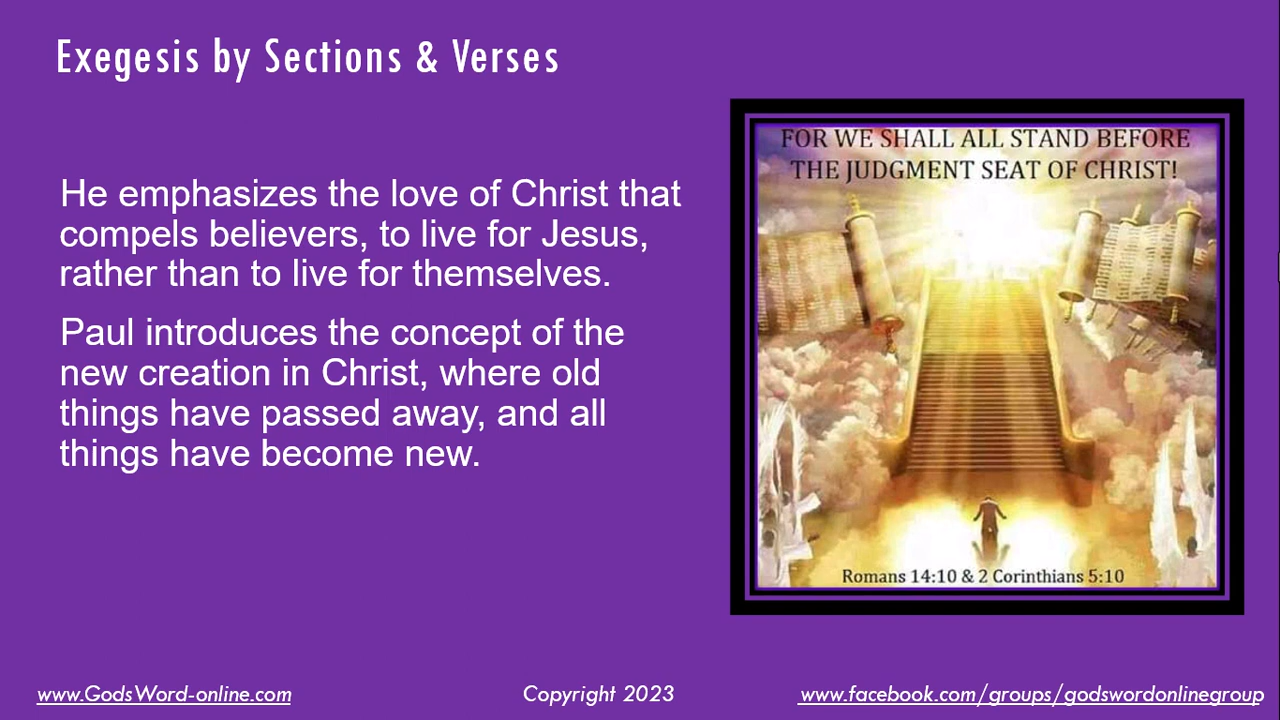 Exegesis by Sections & Verses
He emphasizes the love of Christ that
compels believers, to live for Jesus,
rather than to live for themselves.
Paul introduces the concept of the
new creation in Christ, where old
things have passed away, and all
things have become new.
FOR WE SHALL ALL STAND BEFORE
THE JUDGMENT SEAT OF CHRIST!
Romans 14:10 & 2 Corinthians 5:10
www.GodsWord-online.com
Copyright 2023
www.facebook.com/groups/godswordonlinegroup